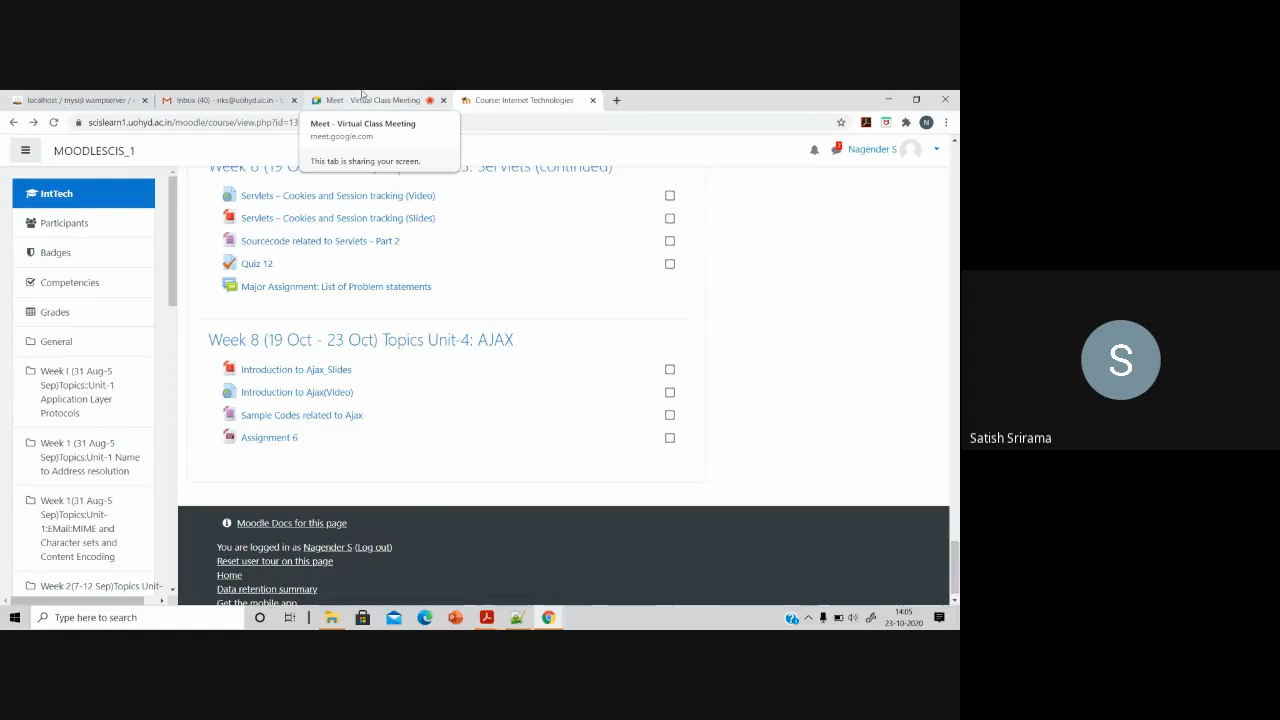 localhost / mysql wampserver /
Inbox (40) - nks@uohyd.ac.in -
Meet - Virtual Class Meeting
Course: Internet Technologies
scislearn1.uohyd.ac.in/moodle/course/view.php?id=13
N
Meet - Virtual Class Meeting
meet.google.com
This tab is sharing your screen.
MOODLESCIS_1
Nagender S
IntTech
Participants
Badges
Competencies
Grades
General
Week I (31 Aug-5
Sep)Topics::Unit-1
Application Layer
Protocols
Week 1 (31 Aug-5
Sep)Topics:Unit-1 Name
to Address resolution
Week 1(31 Aug-5
Sep)Topics:Unit-
1:EMail:MIME and
Character sets and
Content Encoding
Week 2(7-12 Sep)Topics Unit-
Servlets (continued)
Servlets – Cookies and Session tracking (Video)
Servlets – Cookies and Session tracking (Slides)
Sourcecode related to Servlets - Part 2
Quiz 12
Major Assignment: List of Problem statements
Week 8 (19 Oct - 23 Oct) Topics Unit-4: AJAX
Introduction to Ajax_Slides
Introduction to Ajax(Video)
Sample Codes related to Ajax
Assignment 6
Moodle Docs for this page
You are logged in as Nagender S (Log out)
Reset user tour on this page
Home
Data retention summary
Get the mobile app
Type here to search
14:05
23-10-2020
S
Satish Srirama